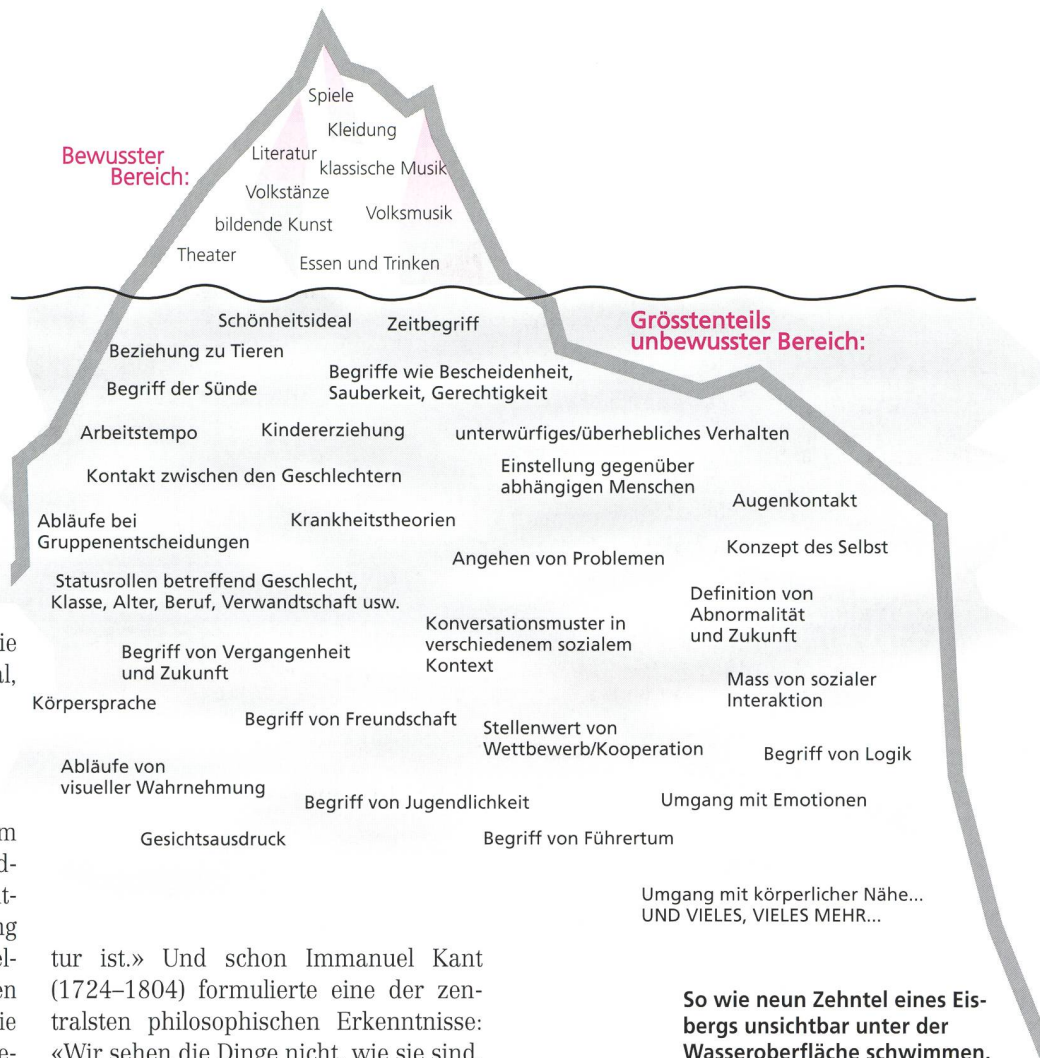 Spiele
Kleidung
Bewusster
Bereich:
Literatur
klassische Musik
Volkstänze
Volksmusik
bildende Kunst
Theater
Essen und Trinken
Schönheitsideal
Zeitbegriff
Grösstenteils
unbewusster Bereich:
Beziehung zu Tieren
Begriff der Sünde
Begriffe wie Bescheidenheit,
Sauberkeit, Gerechtigkeit
Arbeitstempo
Kindererziehung
unterwürfiges/überhebliches Verhalten
Kontakt zwischen den Geschlechtern
Einstellung gegenüber
abhängigen Menschen
Augenkontakt
Abläufe bei
Gruppenentscheidungen
Krankheitstheorien
Angehen von Problemen
Konzept des Selbst
Statusrollen betreffend Geschlecht,
Klasse, Alter, Beruf, Verwandtschaft usw.
Definition von
Abnormalität
und Zukunft
Konversationsmuster in
verschiedenem sozialem
Kontext
Begriff von Vergangenheit
und Zukunft
Mass von sozialer
Interaktion
Körpersprache
Begriff von Freundschaft
Stellenwert von
Wettbewerb/Kooperation
Begriff von Logik
Abläufe von
visueller Wahrnehmung
Begriff von Jugendlichkeit
Umgang mit Emotionen
Gesichtsausdruck
Begriff von Führertum
Umgang mit körperlicher Nähe...
UND VIELES, VIELES MEHR...
tur ist.» Und schon Immanuel Kant
(1724–1804) formulierte eine der zen-
tralsten philosophischen Erkenntnisse:
«Wir sehen die Dinge nicht, wie sie sind,
So wie neun Zehntel eines Eis-
bergs unsichtbar unter der
Wasseroberfläche schwimmen,